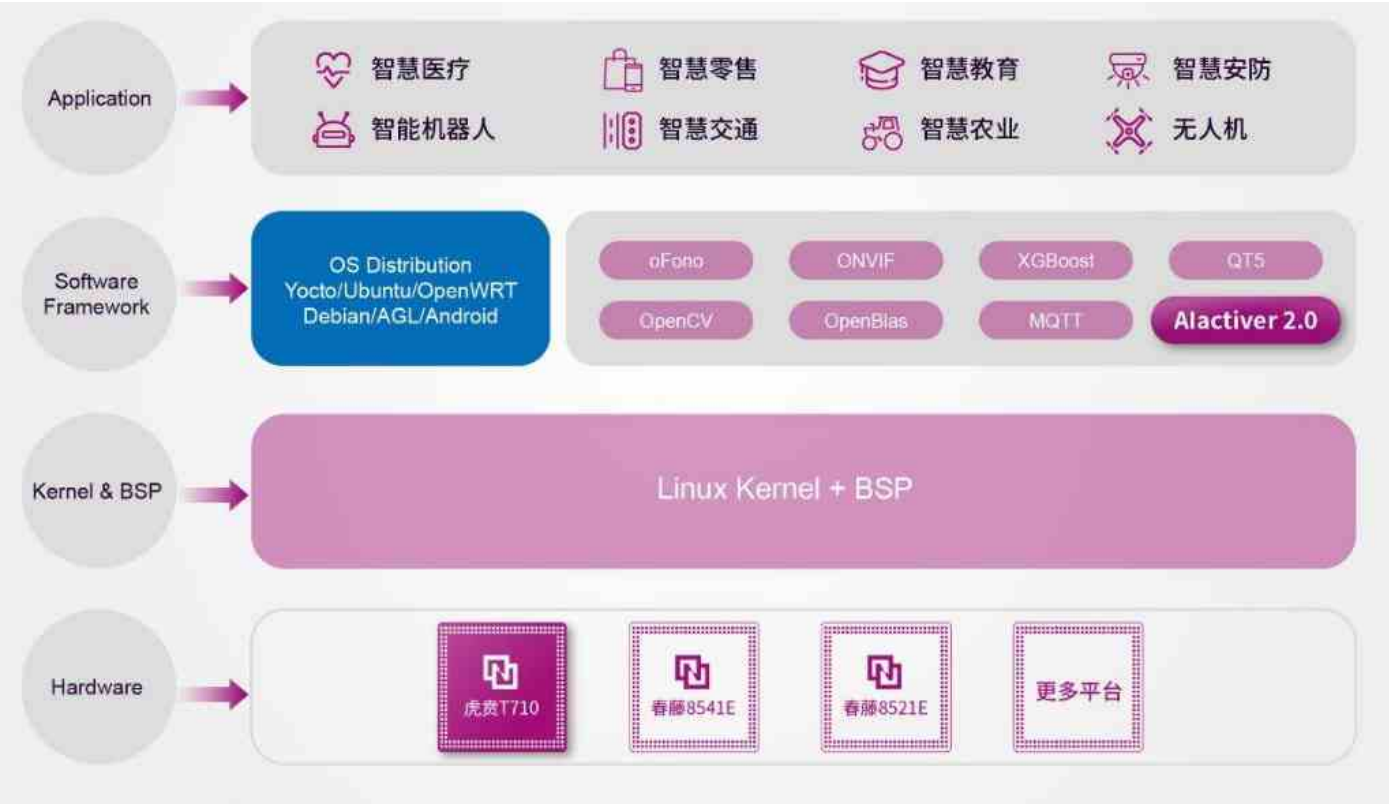 Application
智慧医疗
智慧零售
智慧教育
智慧安防
智能机器人
智慧交通
智慧农业
无人机
Software
Framework
OS Distribution
Yocto/Ubuntu/OpenWRT
Debian/AGL/Android
oFono
ONVIF
XGBoost
QT5
OpenCV
OpenBlas
MQTT
AIactiver 2.0
Kernel & BSP
Linux Kernel + BSP
Hardware
虎贲T710
春藤8541E
春藤8521E
更多平台